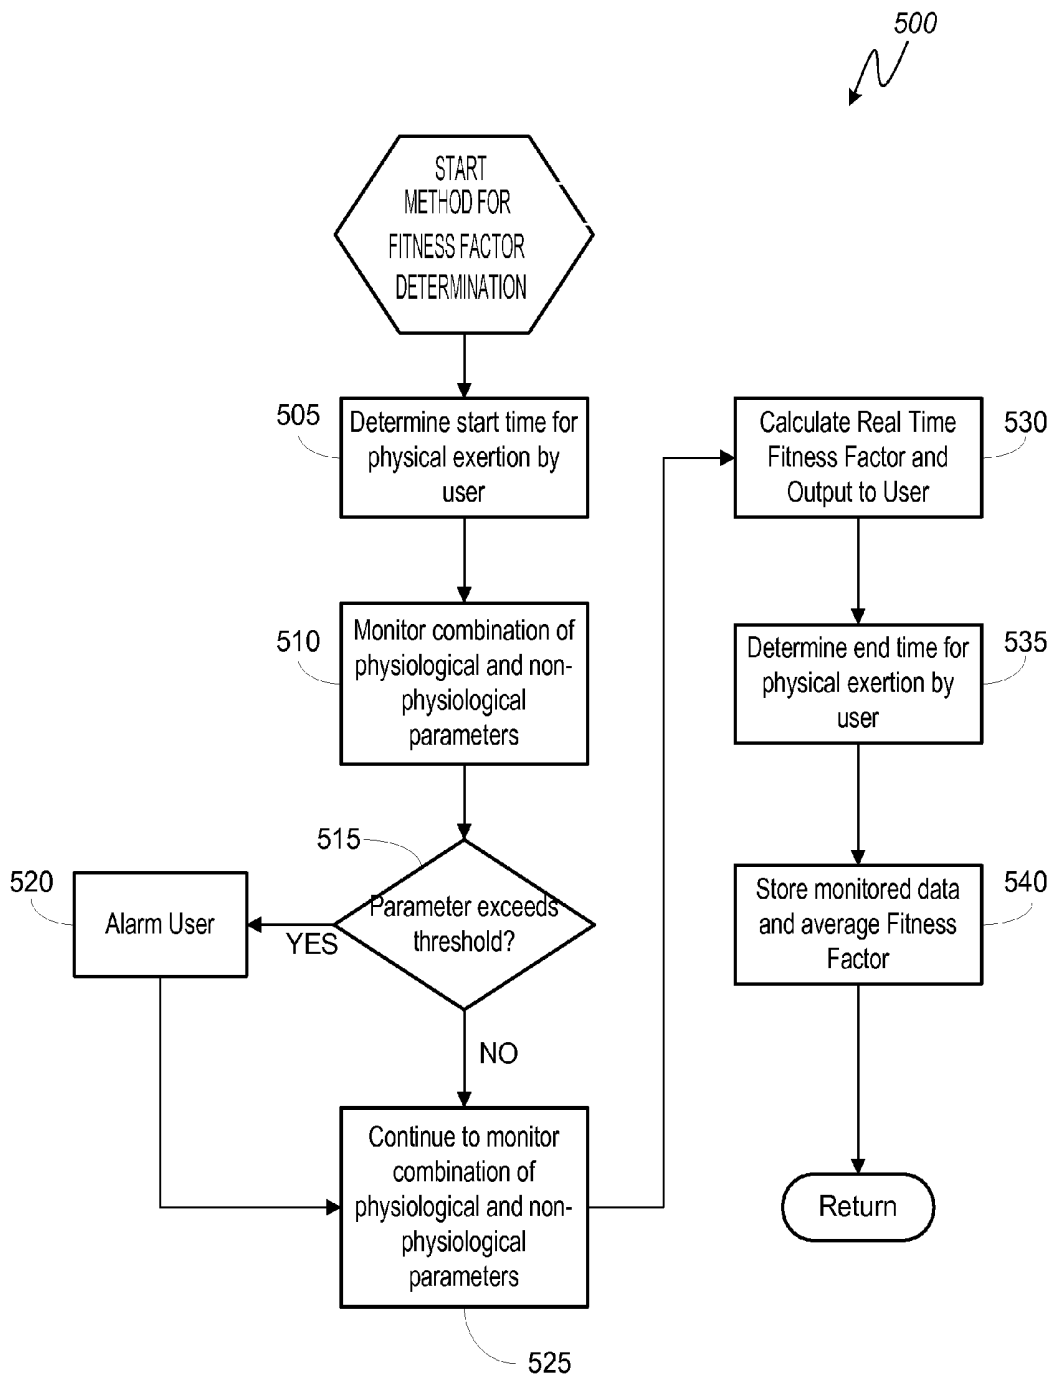 500
START
METHOD FOR
FITNESS FACTOR
DETERMINATION
505
Determine start time for
physical exertion by
user
510
Monitor combination of
physiological and non-
physiological
parameters
515
Parameter exceeds
threshold?
YES
NO
520
Alarm User
Continue to monitor
combination of
physiological and non-
physiological
parameters
525
Calculate Real Time
Fitness Factor and
Output to User
530
Determine end time for
physical exertion by
user
535
Store monitored data
and average Fitness
Factor
540
Return